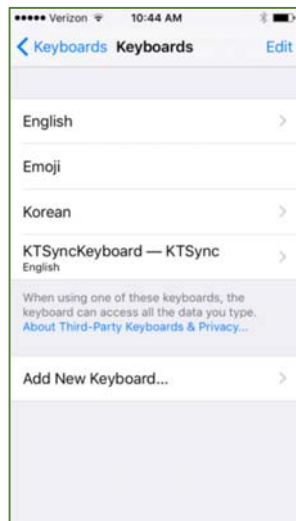 Verizon 10:44 AM
Keyboards Keyboards Edit
English
Emoji
Korean
KTSyncKeyboard — KTSync
English
When using one of these keyboards, the
keyboard can access all the data you type.
About Third-Party Keyboards & Privacy...
Add New Keyboard...